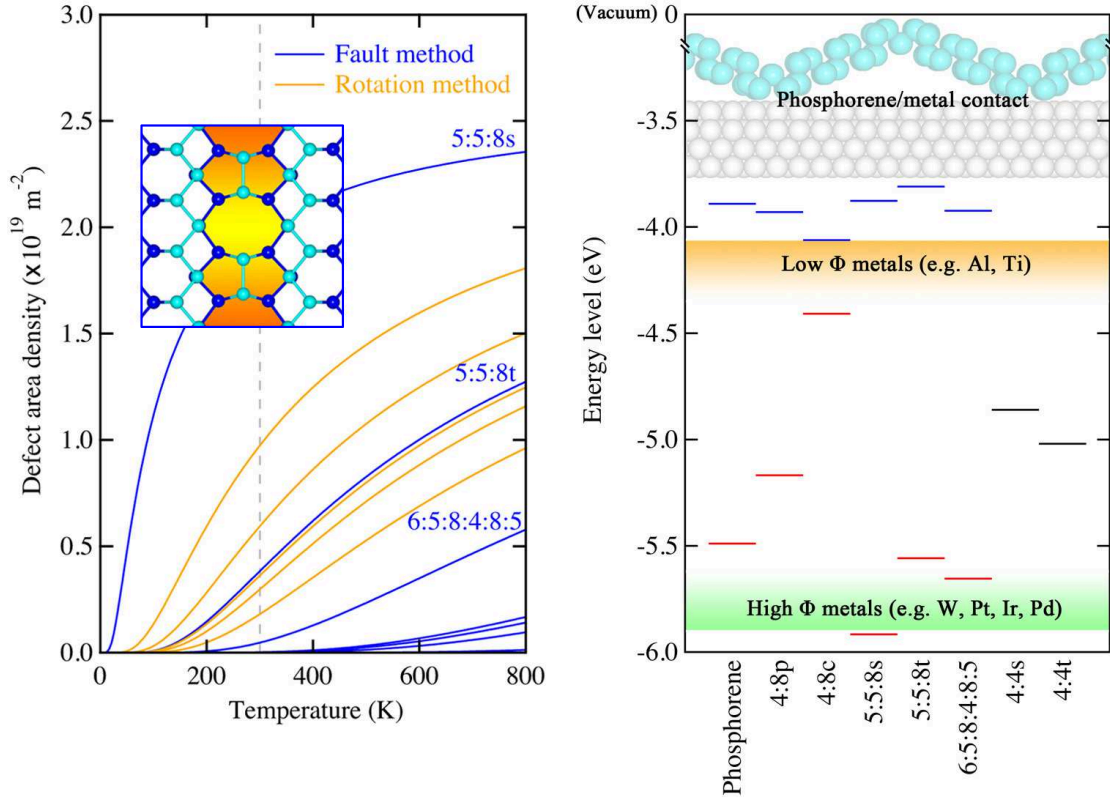 3.0
2.5
2.0
1.5
1.0
0.5
0.0
Defect area density (x10¹⁹ m⁻²)
Fault method
Rotation method
5:5:8s
5:5:8t
6:5:8:4:8:5
200
400
600
800
Temperature (K)
(Vacuum) 0
-3.5
-4.0
-4.5
-5.0
-5.5
-6.0
Energy level (eV)
Phosphorene/metal contact
Low Φ metals (e.g. Al, Ti)
High Φ metals (e.g. W, Pt, Ir, Pd)
Phosphorene
4:8p
4:8c
5:5:8s
5:5:8t
6:5:8:4:8:5
4:4s
4:4t